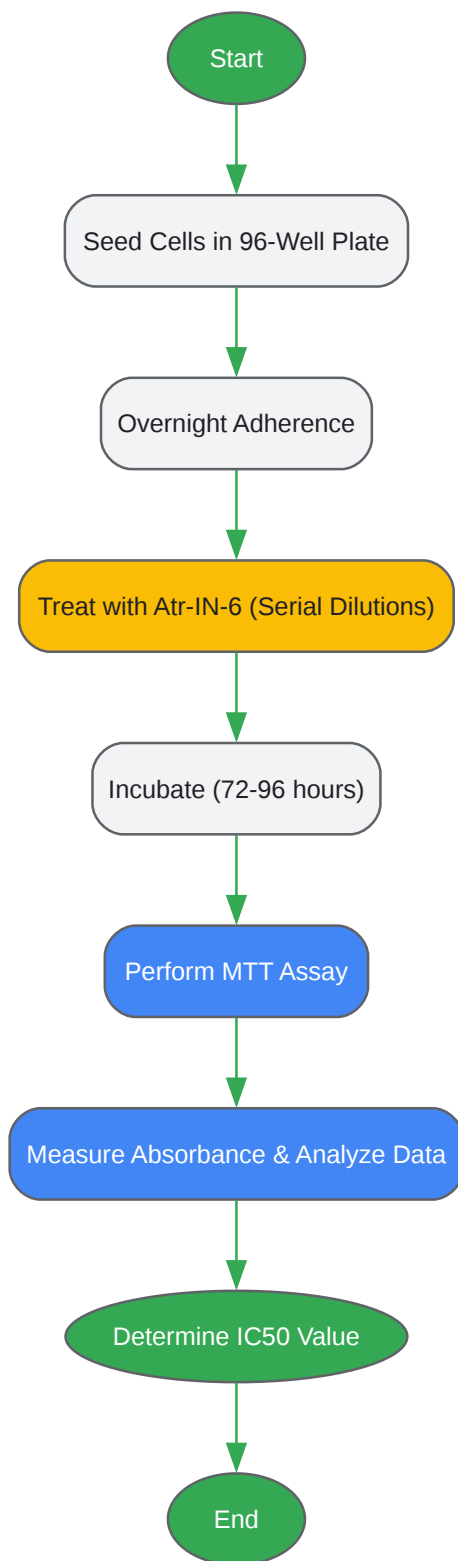 Start
Seed Cells in 96-Well Plate
Overnight Adherence
Treat with Atr-IN-6 (Serial Dilutions)
Incubate (72-96 hours)
Perform MTT Assay
Measure Absorbance & Analyze Data
Determine IC50 Value
End